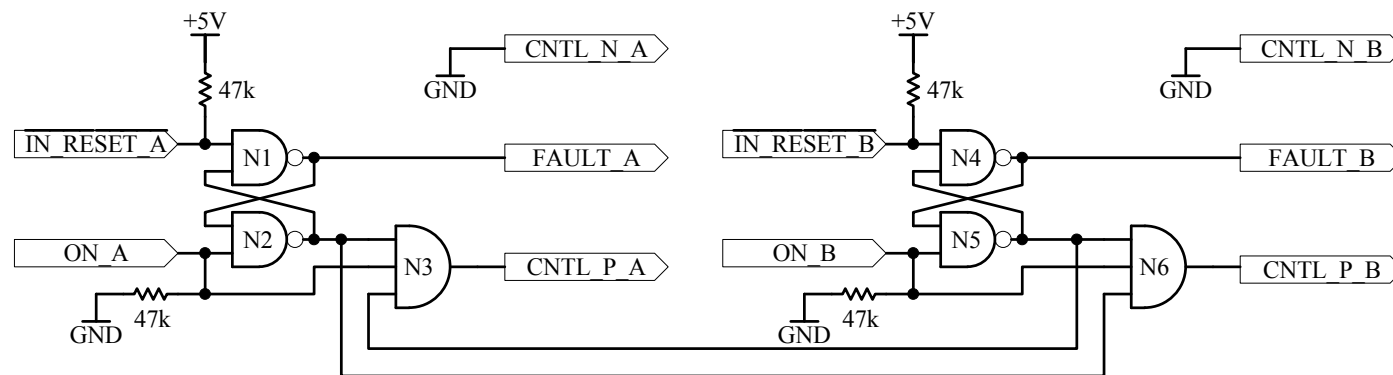 +5V
+5V
CNTL_N_A
CNTL_N_B
GND
GND
47k
47k
IN_RESET_A
N1
FAULT_A
IN_RESET_B
N4
FAULT_B
ON_A
N2
N3
CNTL_P_A
ON_B
N5
N6
CNTL_P_B
GND
47k
GND
47k